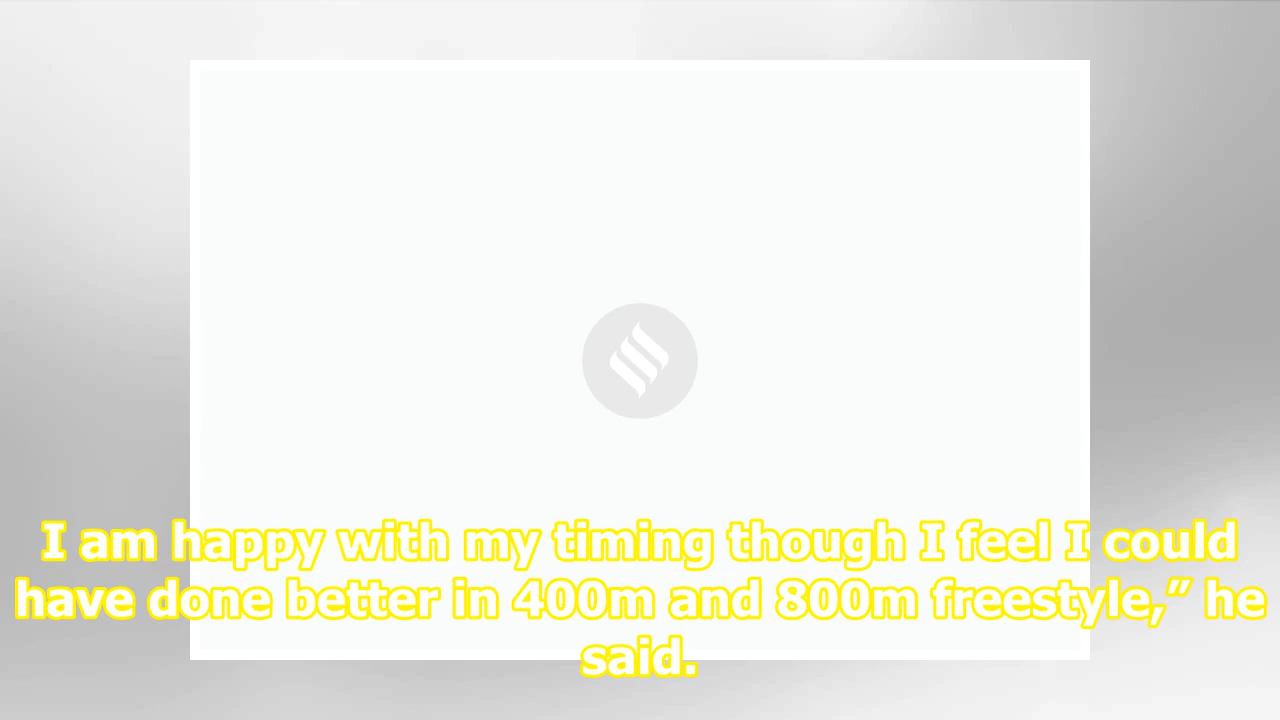 I am happy with my timing though I feel I could
have done better in 400m and 800m freestyle,” he
said.